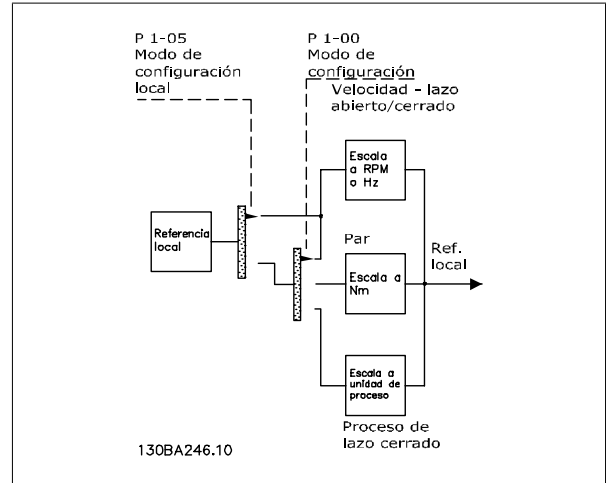 P 1-05
Modo de
configuración
local
P 1-00
Modo de
configuración
Velocidad - lazo
abierto/cerrado
Escala
a RPM
o Hz
Referencia
local
Par
Escala a
Nm
Ref.
local
Escala a
unidad de
proceso
Proceso de
lazo cerrado
130BA246.10